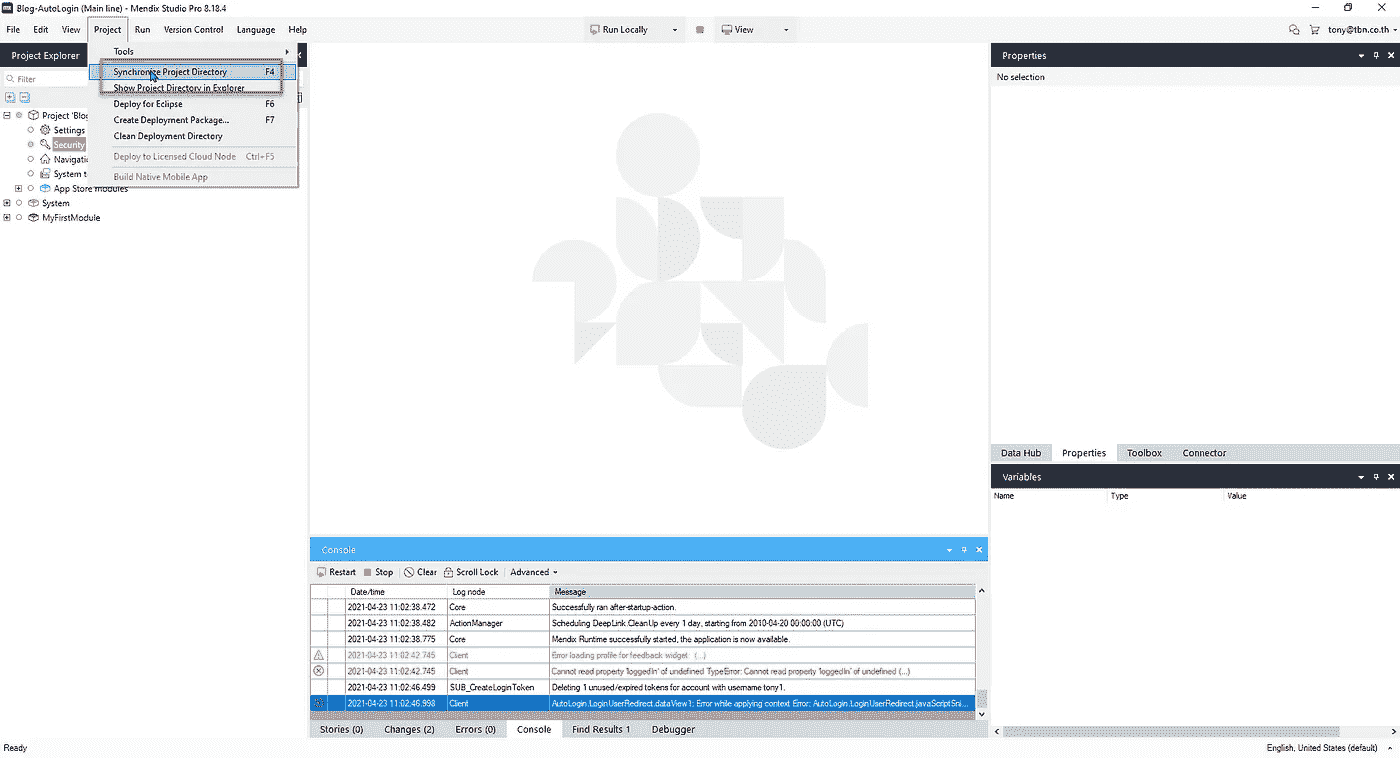 Blog-AutoLogin (Main line) - Mendix Studio Pro 8.18.4
File Edit View Project Run Version Control Language Help
Run Locally View tony@tbn.co.th
Project Explorer
Filter
Tools
Synchronize Project Directory F4
Show Project Directory in Explorer
Deploy for Eclipse F6
Create Deployment Package... F7
Clean Deployment Directory
Deploy to Licensed Cloud Node Ctrl+F5
Build Native Mobile App
Project 'Blog
Settings
Security
Navigatio
System t
App Store Modules
System
MyFirstModule
Properties
No selection
Data Hub Properties Toolbox Connector
Variables
Name Type Value
Console
Restart Stop Clear Scroll Lock Advanced
Date/time Log node Message
2021-04-23 11:02:38.472 Core Successfully ran after-startup-action.
2021-04-23 11:02:38.482 ActionManager Scheduling DeepLink.CleanUp every 1 day, starting from 2010-04-20 00:00:00 (UTC)
2021-04-23 11:02:38.775 Core Mendix Runtime successfully started, the application is now available.
2021-04-23 11:02:42.745 Client Error loading profile for feedback widget: (...)
2021-04-23 11:02:42.745 Client Cannot read property 'loggedIn' of undefined TypeError: Cannot read property 'loggedIn' of undefined (...)
2021-04-23 11:02:46.499 SUB_CreateLoginToken Deleting 1 unused/expired tokens for account with username tony1.
2021-04-23 11:02:46.998 Client AutoLogin.LoginUserRedirect.dataView1: Error while applying context Error: AutoLogin.LoginUserRedirect.javaScriptSni...
Stories (0) Changes (2) Errors (0) Console Find Results 1 Debugger
Ready English, United States (default)